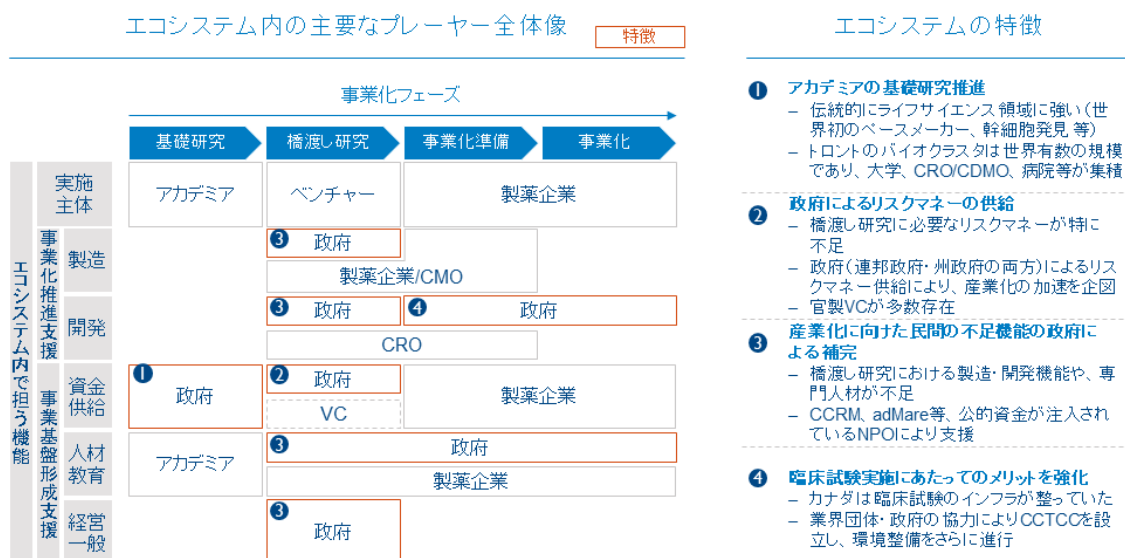 エコシステム内の主要なプレーヤー全体像
特徴
事業化フェーズ
基礎研究
橋渡し研究
事業化準備
事業化
エコシステム内で担う機能
実施
主体
アカデミア
ベンチャー
製薬企業
事業化推進支援
製造
3
政府
製薬企業/CMO
開発
3
政府
4
政府
CRO
事業基盤形成支援
資金
供給
1
政府
2
政府
VC
製薬企業
人材
教育
アカデミア
3
政府
製薬企業
経営
一般
3
政府
エコシステムの特徴
1 アカデミアの基礎研究推進
– 伝統的にライフサイエンス領域に強い(世
界初のペースメーカー、幹細胞発見 等)
– トロントのバイオクラスタは世界有数の規模
であり、大学、CRO/CDMO、病院等が集積
2 政府によるリスクマネーの供給
– 橋渡し研究に必要なリスクマネーが特に
不足
– 政府(連邦政府・州政府の両方)によるリス
クマネー供給により、産業化の加速を企図
– 官製VCが多数存在
3 産業化に向けた民間の不足機能の政府に
よる補完
– 橋渡し研究における製造・開発機能や、専
門人材が不足
– CCRM、adMare等、公的資金が注入され
ているNPOにより支援
4 臨床試験実施にあたってのメリットを強化
– カナダは臨床試験のインフラが整っていた
– 業界団体・政府の協力によりCCTCCを設
立し、環境整備をさらに進行